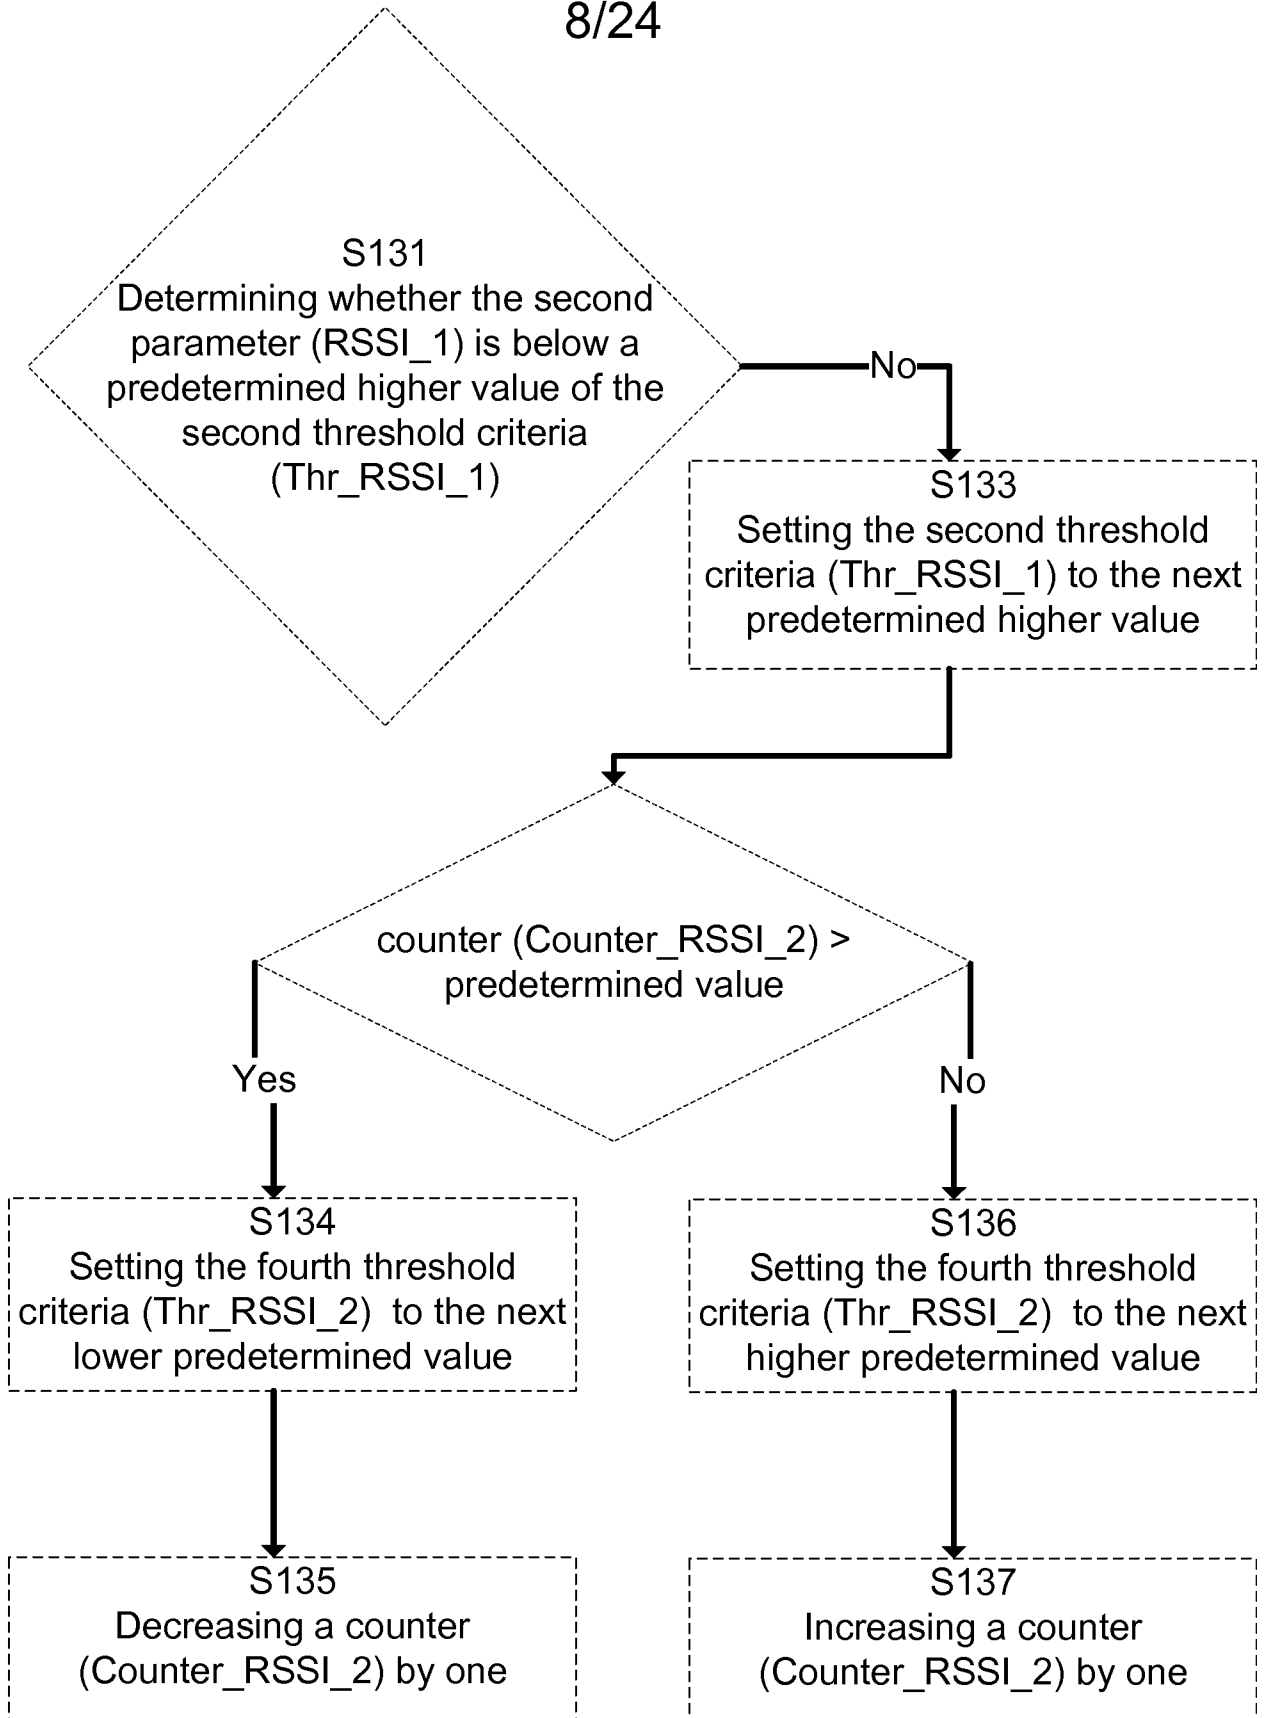 8/24
S131
Determining whether the second
parameter (RSSI_1) is below a
predetermined higher value of the
second threshold criteria
(Thr_RSSI_1)
No
S133
Setting the second threshold
criteria (Thr_RSSI_1) to the next
predetermined higher value
counter (Counter_RSSI_2) >
predetermined value
Yes
No
S134
Setting the fourth threshold
criteria (Thr_RSSI_2)  to the next
lower predetermined value
S136
Setting the fourth threshold
criteria (Thr_RSSI_2)  to the next
higher predetermined value
S135
Decreasing a counter
(Counter_RSSI_2) by one
S137
Increasing a counter
(Counter_RSSI_2) by one